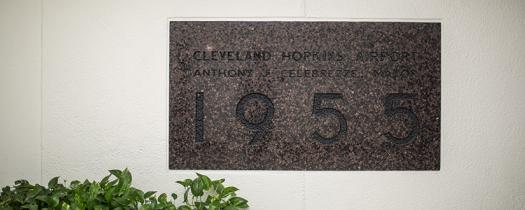 CLEVELAND HOPKINS AIRPORT
ANTHONY J. CELEBREZZE, MAYOR
1955